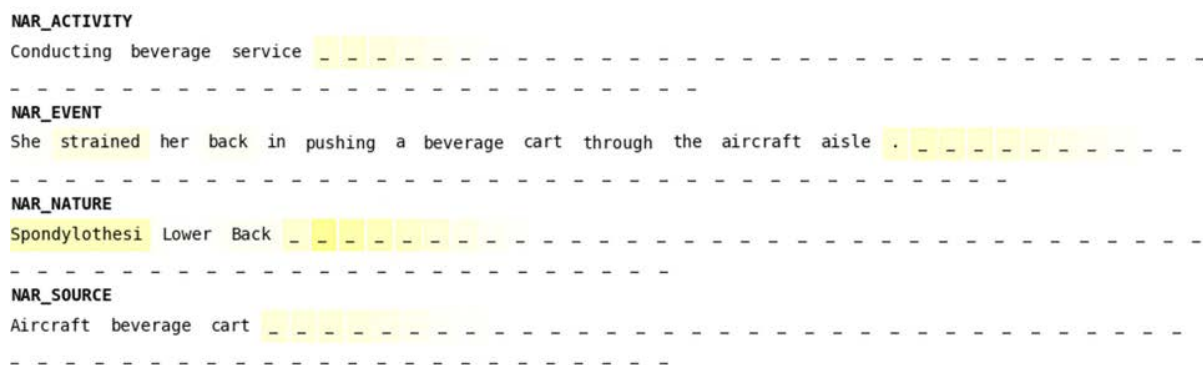 NAR_ACTIVITY
Conducting beverage service _ _ _ _ _ _ _ _ _ _ _ _ _ _ _ _ _ _ _ _ _ _ _ _ _ _ _ _ _ _ _ _
_ _ _ _ _ _ _ _ _ _ _ _ _ _ _ _ _ _ _ _ _ _ _ _ _
NAR_EVENT
She strained her back in pushing a beverage cart through the aircraft aisle . _ _ _ _ _ _ _ _ _ _
_ _ _ _ _ _ _ _ _ _ _ _ _ _ _ _ _ _ _ _ _ _ _ _ _ _ _ _ _ _ _ _ _ _ _ _
NAR_NATURE
Spondylothesi Lower Back _ _ _ _ _ _ _ _ _ _ _ _ _ _ _ _ _ _ _ _ _ _ _ _ _ _ _ _ _ _ _ _ _
_ _ _ _ _ _ _ _ _ _ _ _ _ _ _ _ _ _ _ _ _ _ _ _
NAR_SOURCE
Aircraft beverage cart _ _ _ _ _ _ _ _ _ _ _ _ _ _ _ _ _ _ _ _ _ _ _ _ _ _ _ _ _ _ _ _ _
_ _ _ _ _ _ _ _ _ _ _ _ _ _ _ _ _ _ _ _ _ _ _ _